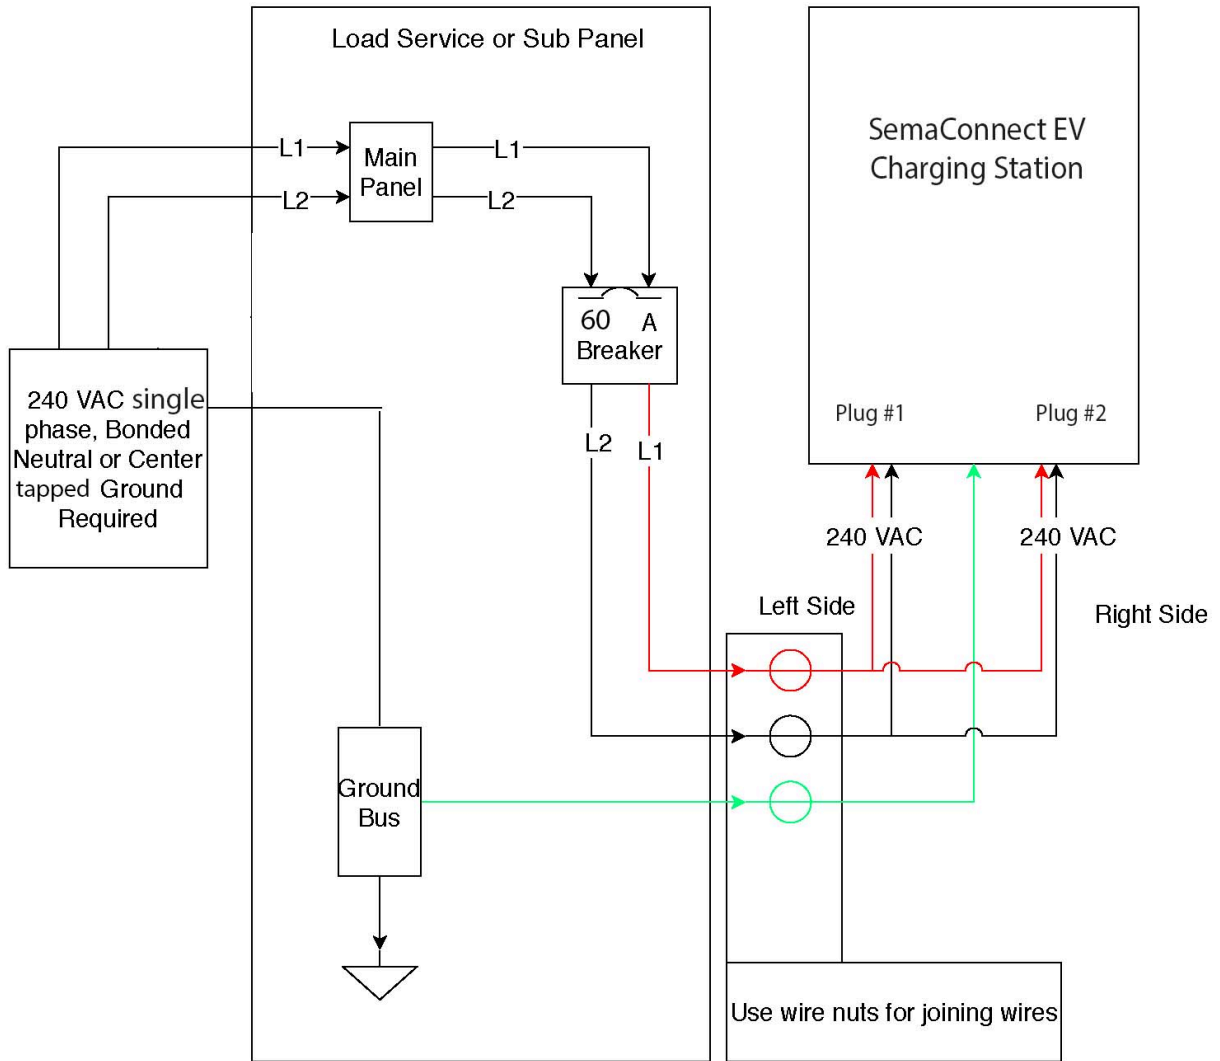 Load Service or Sub Panel
SemaConnect EV
Charging Station
L1
Main
Panel
L1
L2
L2
60 A
Breaker
240 VAC single
phase, Bonded
Neutral or Center
tapped Ground
Required
L2
L1
Plug #1
Plug #2
240 VAC
240 VAC
Left Side
Right Side
Ground
Bus
Use wire nuts for joining wires